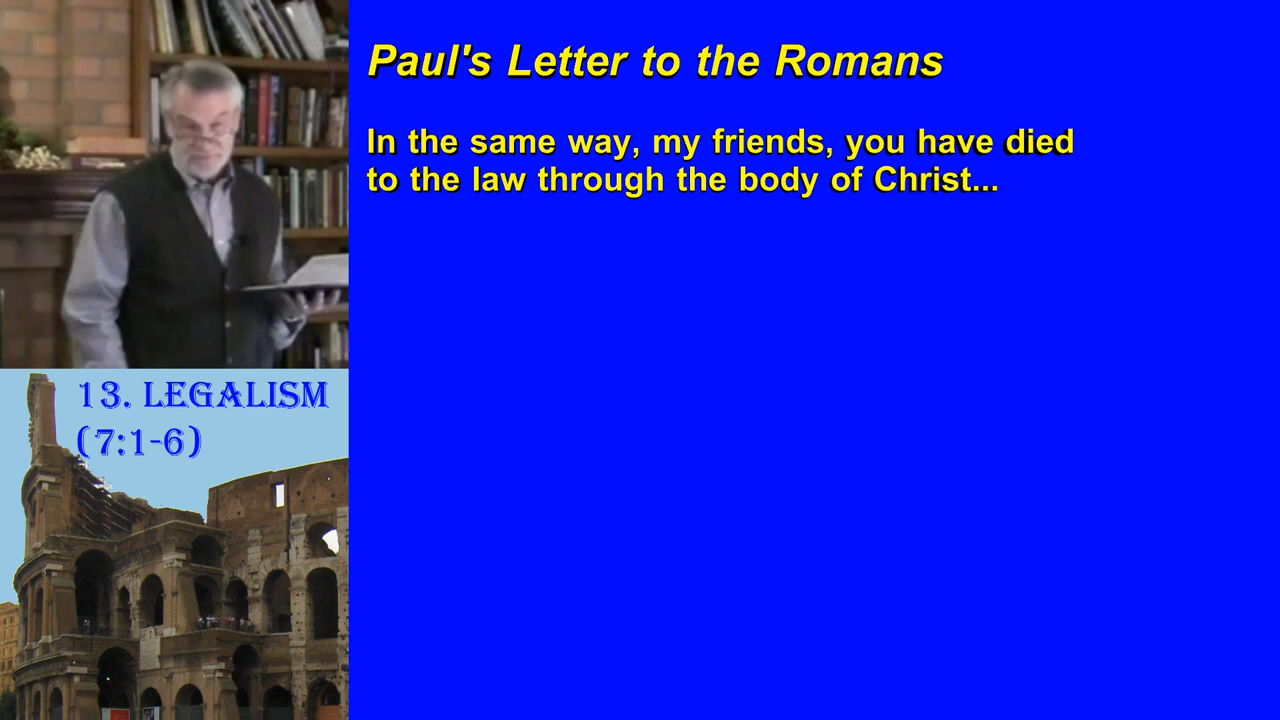 Paul's Letter to the Romans
In the same way, my friends, you have died
to the law through the body of Christ...
13. LEGALISM
(7:1-6)